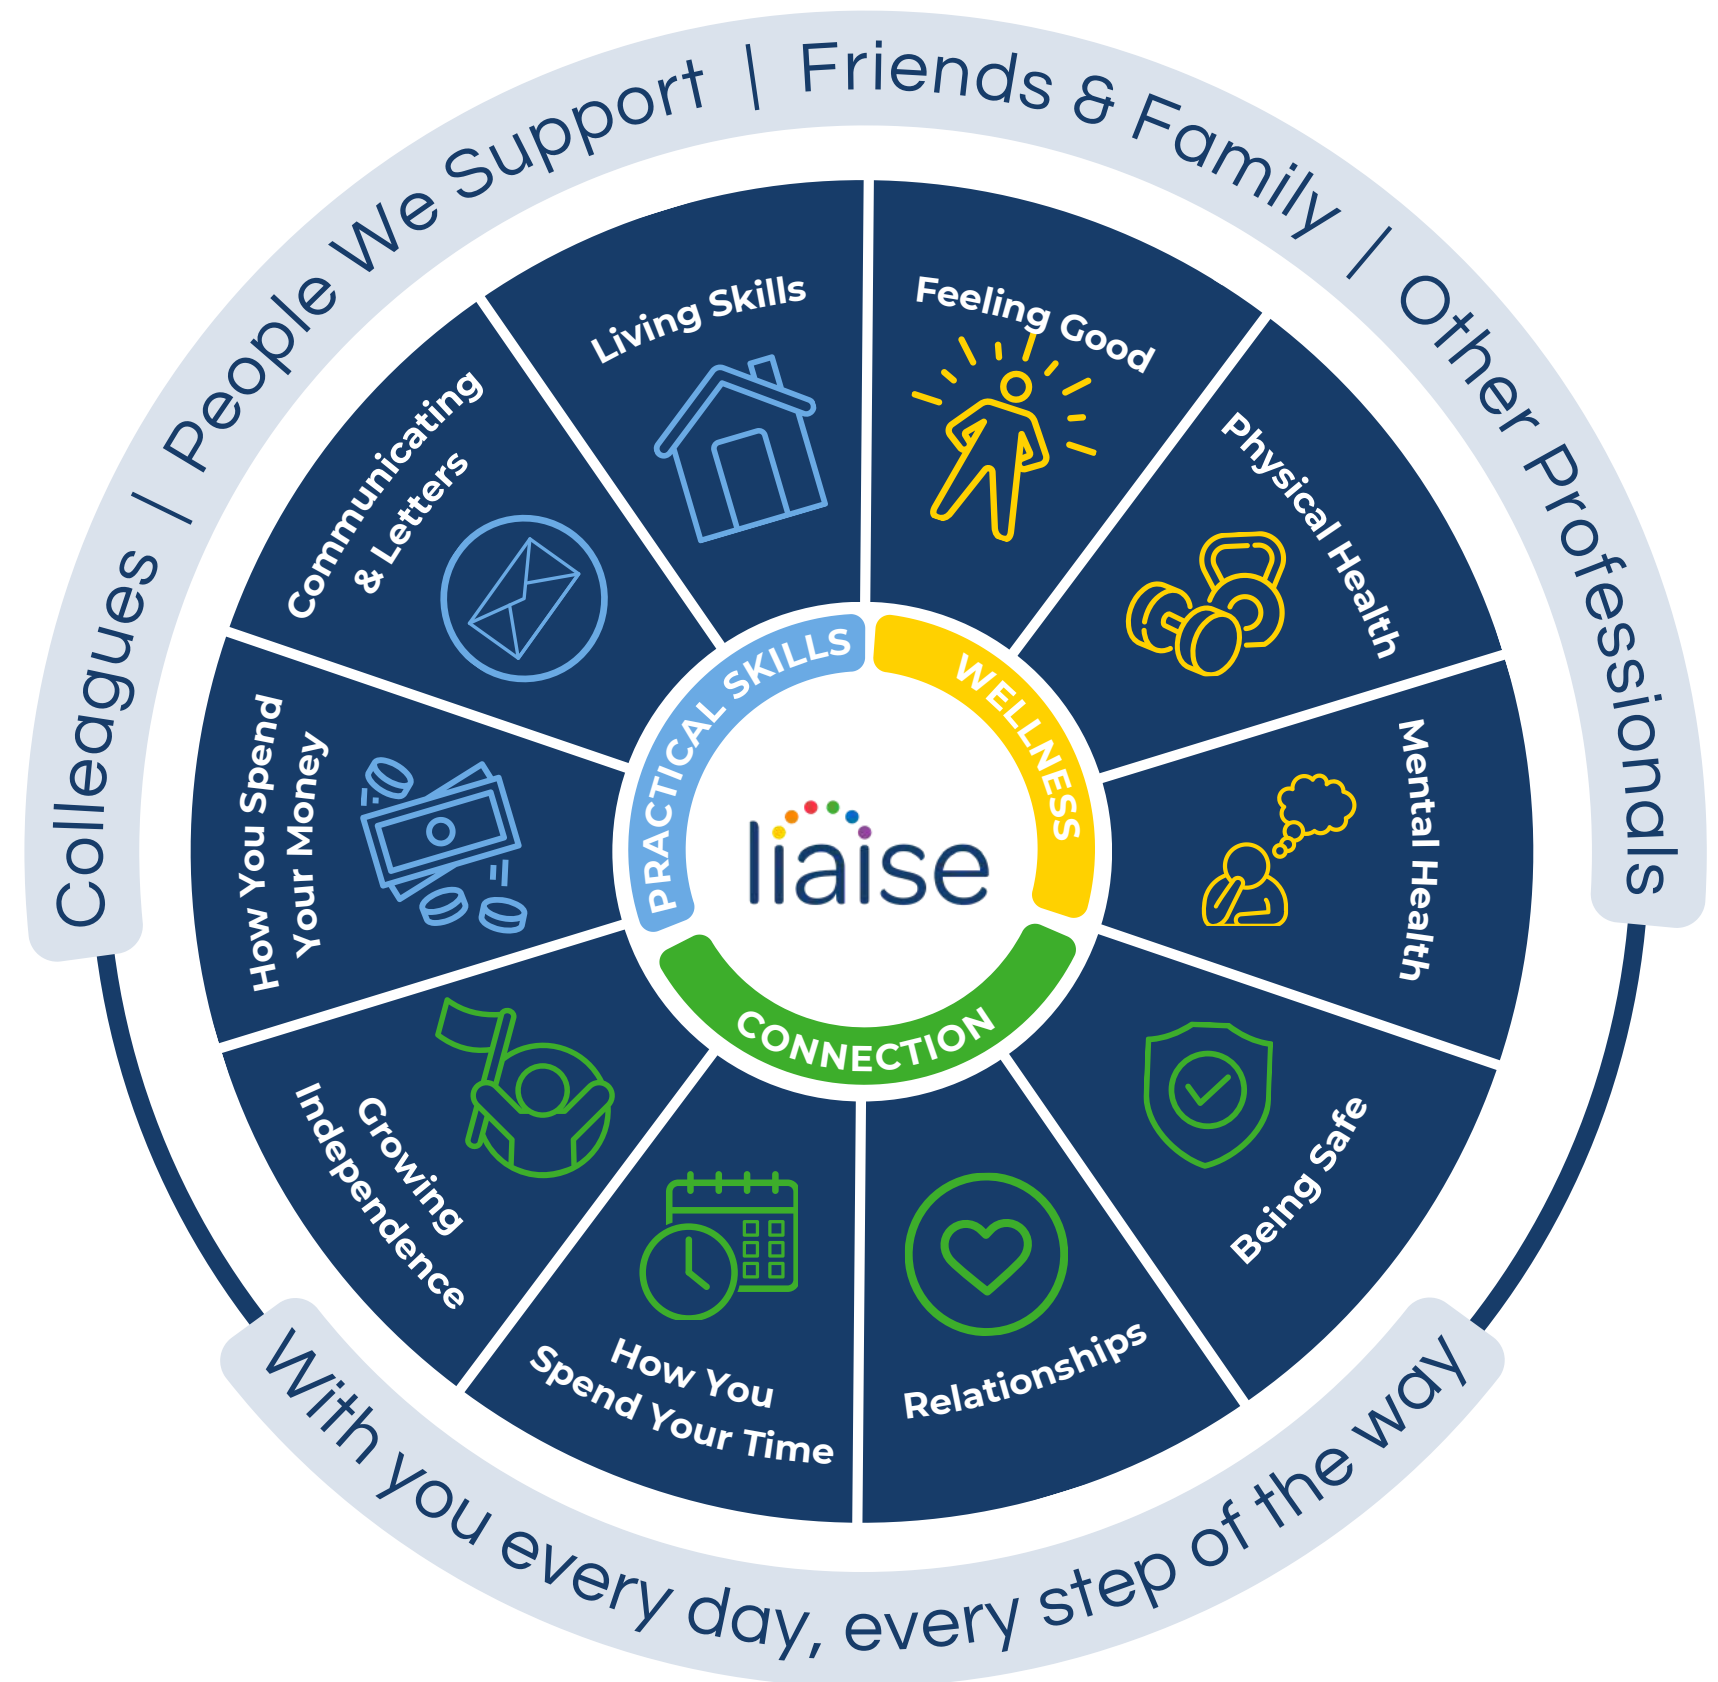 Colleagues | People We Support | Friends & Family | Other Professionals
Living Skills
Feeling Good
Physical Health
Mental Health
Being Safe
Relationships
How You
Spend Your Time
Growing
Independence
How You Spend
Your Money
Communicating
& Letters
PRACTICAL SKILLS
WELLNESS
CONNECTION
liaise
With you every day, every step of the way